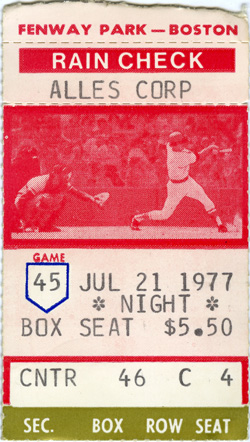 FENWAY PARK — BOSTON
RAIN CHECK
ALLES CORP
GAME
45 JUL 21 1977
* NIGHT *
BOX SEAT $5.50
CNTR 46 C 4
SEC. BOX ROW SEAT